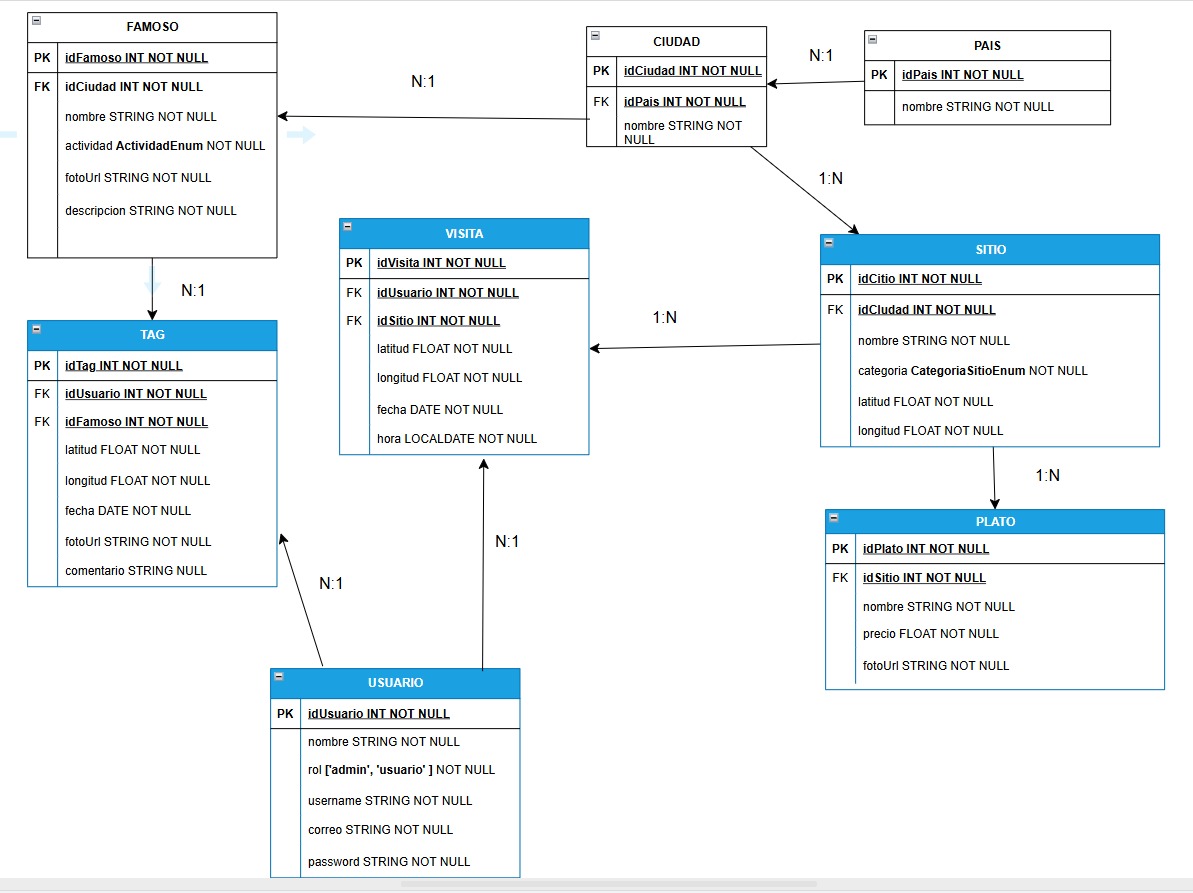 FAMOSO
PK idFamoso INT NOT NULL
FK idCiudad INT NOT NULL
nombre STRING NOT NULL
actividad ActividadEnum NOT NULL
fotoUrl STRING NOT NULL
descripcion STRING NOT NULL
N:1
CIUDAD
PK idCiudad INT NOT NULL
FK idPais INT NOT NULL
nombre STRING NOT
NULL
N:1
PAIS
PK idPais INT NOT NULL
nombre STRING NOT NULL
1:N
N:1
VISITA
PK idVisita INT NOT NULL
FK idUsuario INT NOT NULL
FK idSitio INT NOT NULL
latitud FLOAT NOT NULL
longitud FLOAT NOT NULL
fecha DATE NOT NULL
hora LOCALDATE NOT NULL
1:N
SITIO
PK idCitio INT NOT NULL
FK idCIudad INT NOT NULL
nombre STRING NOT NULL
categoria CategoriaSitioEnum NOT NULL
latitud FLOAT NOT NULL
longitud FLOAT NOT NULL
TAG
PK idTag INT NOT NULL
FK idUsuario INT NOT NULL
FK idFamoso INT NOT NULL
latitud FLOAT NOT NULL
longitud FLOAT NOT NULL
fecha DATE NOT NULL
fotoUrl STRING NOT NULL
comentario STRING NULL
1:N
N:1
N:1
PLATO
PK idPlato INT NOT NULL
FK idSitio INT NOT NULL
nombre STRING NOT NULL
precio FLOAT NOT NULL
fotoUrl STRING NOT NULL
USUARIO
PK idUsuario INT NOT NULL
nombre STRING NOT NULL
rol ['admin', 'usuario' ] NOT NULL
username STRING NOT NULL
correo STRING NOT NULL
password STRING NOT NULL